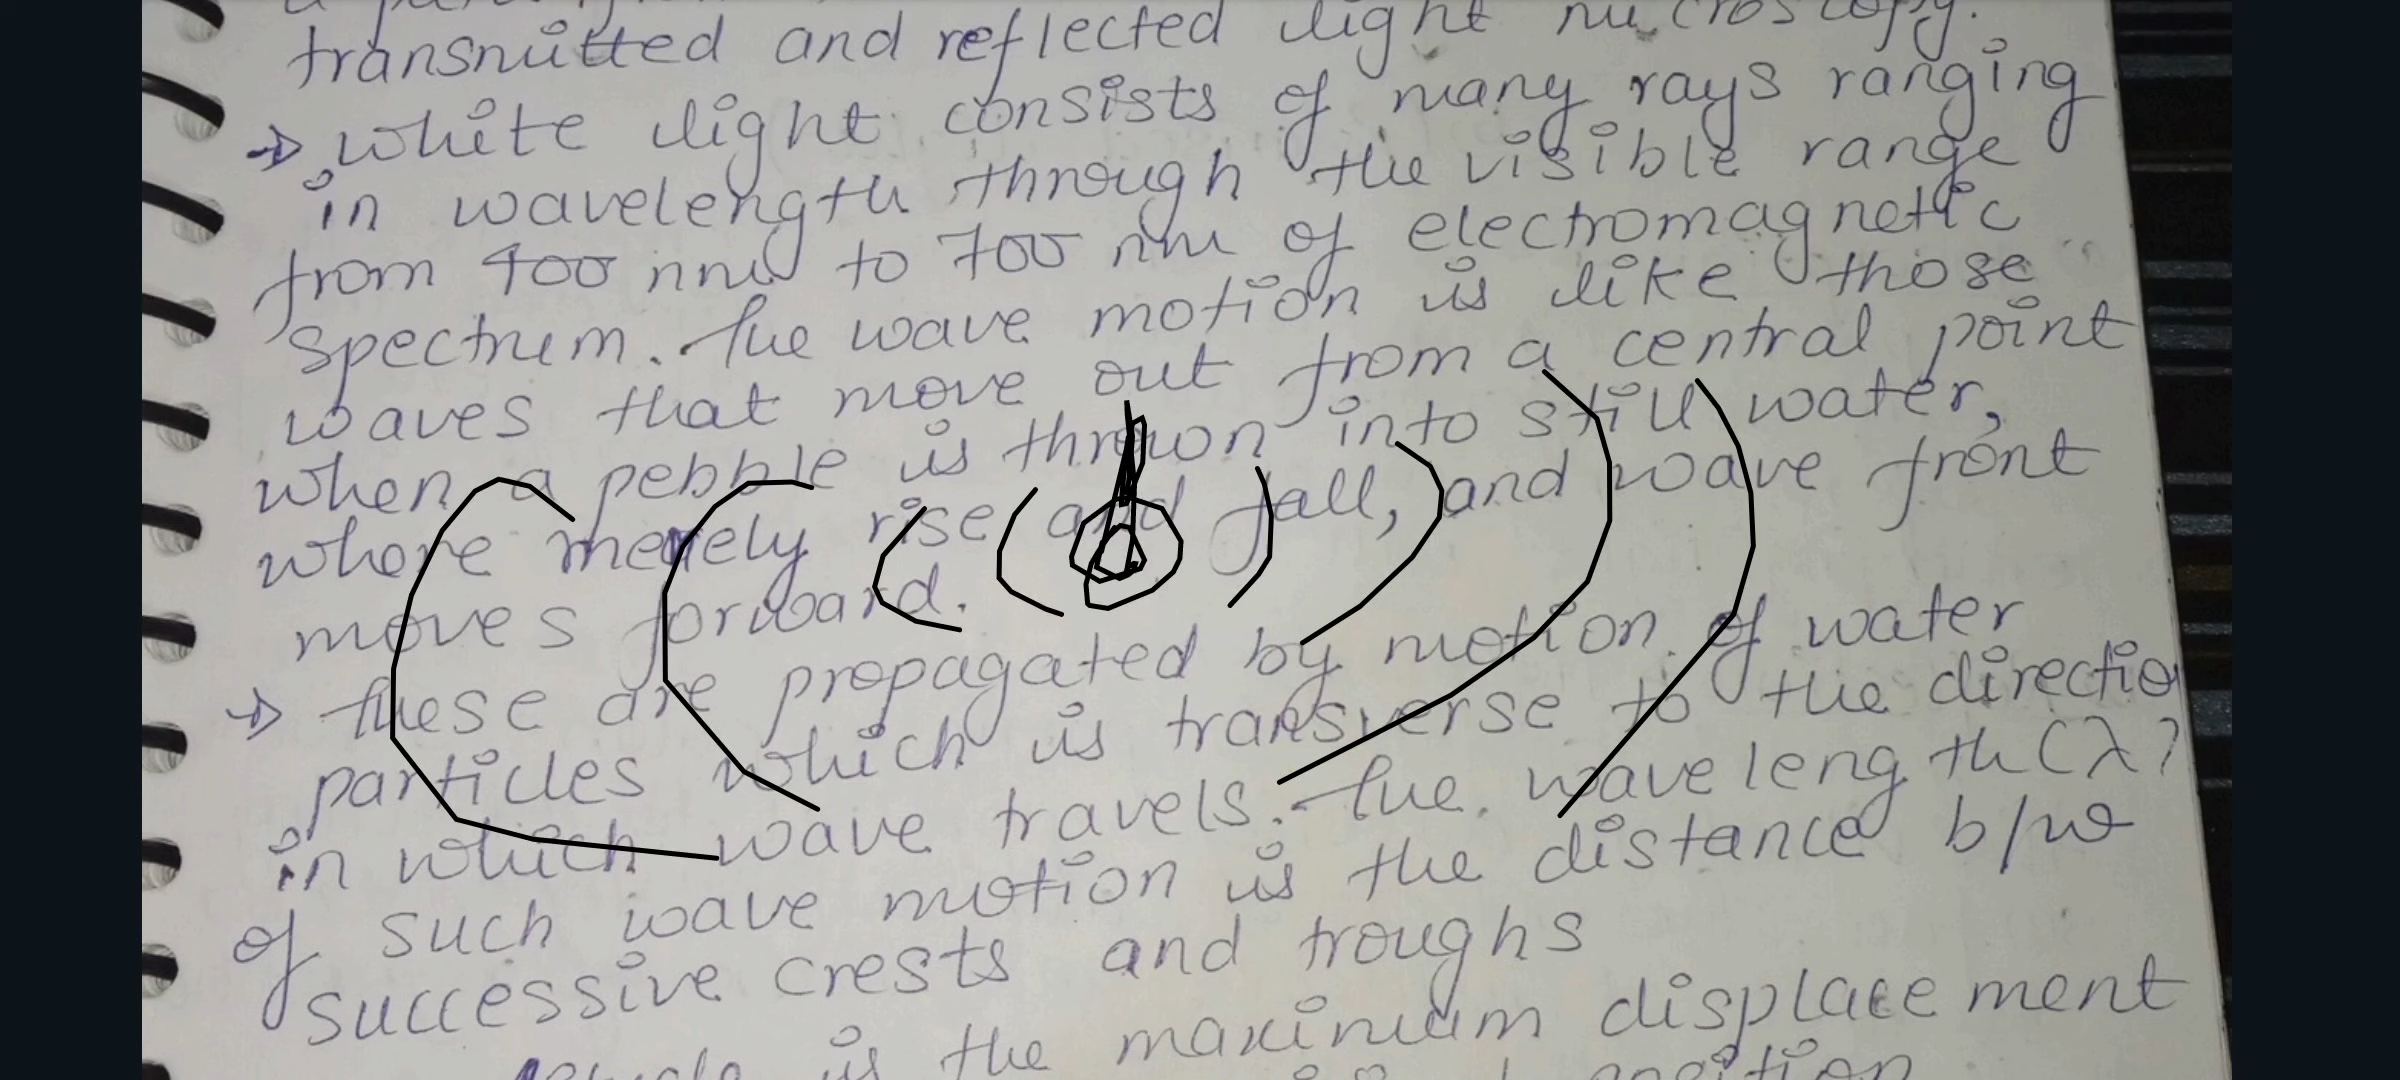 transmitted and reflected light microscopy.
→ white light consists of many rays ranging
in wavelength through the visible range
from 400 nm to 700 nm of electromagnetic
spectrum. The wave motion is like those
waves that move out from a central point
when a pebble is thrown into still water,
where merely rise and fall, and wave front
moves forward.
→ These are propagated by motion of water
particles which is transverse to the directio
in which wave travels. The wavelength (λ)
of such wave motion is the distance b/w
successive crests and troughs
is the maximum displacement